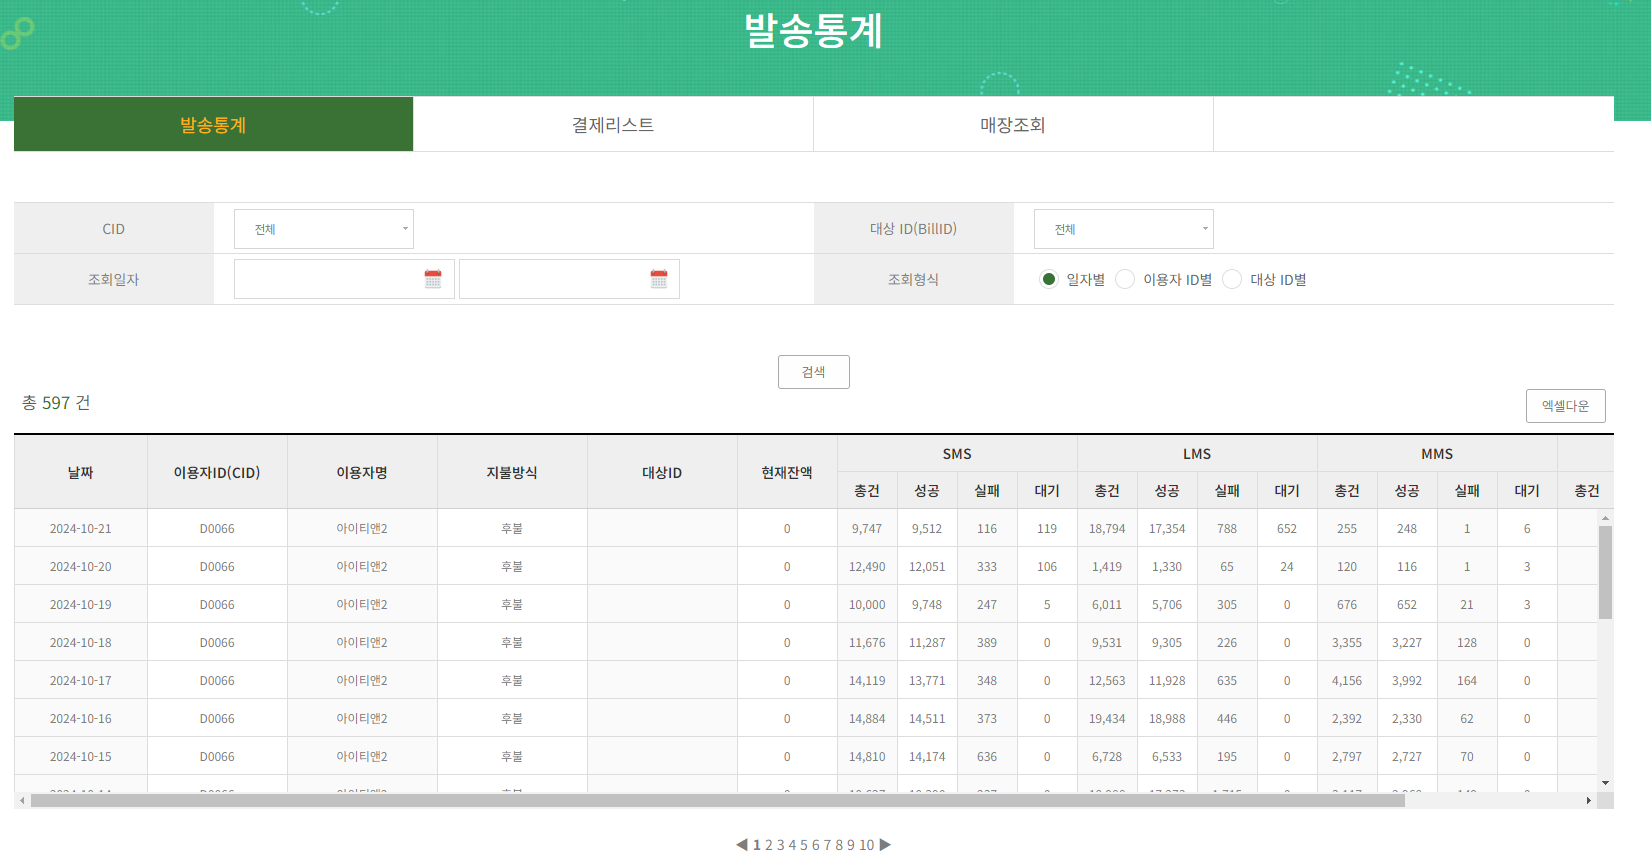 발송통계
발송통계 결제리스트 매장조회
CID 전체 대상 ID(BillID) 전체
조회일자 조회형식 일자별 이용자 ID별 대상 ID별
검색
총 597 건
엑셀다운
날짜 이용자ID(CID) 이용자명 지불방식 대상ID 현재잔액 SMS LMS MMS
총건 성공 실패 대기 총건 성공 실패 대기 총건 성공 실패 대기 총건
2024-10-21 D0066 아이티앤2 후불 0 9,747 9,512 116 119 18,794 17,354 788 652 255 248 1 6
2024-10-20 D0066 아이티앤2 후불 0 12,490 12,051 333 106 1,419 1,330 65 24 120 116 1 3
2024-10-19 D0066 아이티앤2 후불 0 10,000 9,748 247 5 6,011 5,706 305 0 676 652 21 3
2024-10-18 D0066 아이티앤2 후불 0 11,676 11,287 389 0 9,531 9,305 226 0 3,355 3,227 128 0
2024-10-17 D0066 아이티앤2 후불 0 14,119 13,771 348 0 12,563 11,928 635 0 4,156 3,992 164 0
2024-10-16 D0066 아이티앤2 후불 0 14,884 14,511 373 0 19,434 18,988 446 0 2,392 2,330 62 0
2024-10-15 D0066 아이티앤2 후불 0 14,810 14,174 636 0 6,728 6,533 195 0 2,797 2,727 70 0
◀ 1 2 3 4 5 6 7 8 9 10 ▶